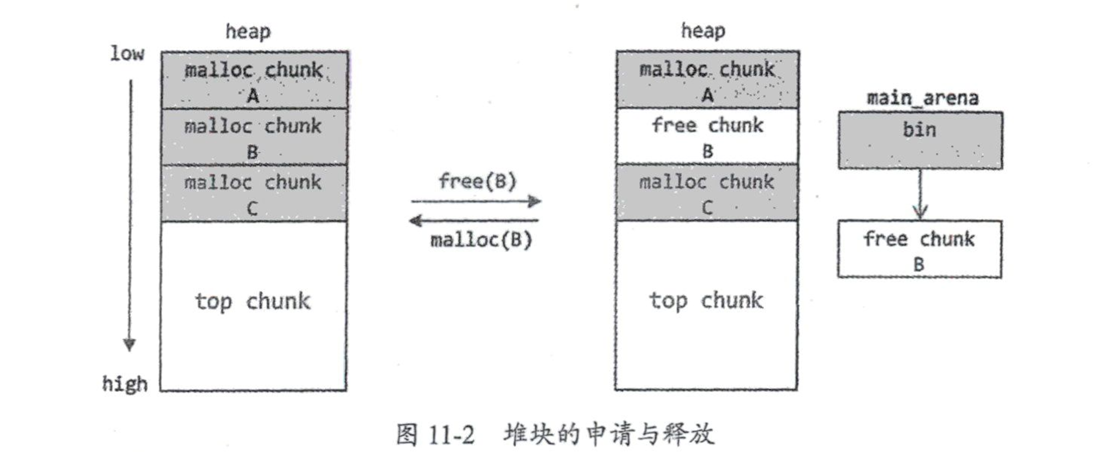 heap
low
malloc chunk
A
malloc chunk
B
malloc chunk
C
top chunk
high
free(B)
malloc(B)
heap
malloc chunk
A
free chunk
B
malloc chunk
C
top chunk
main_arena
bin
free chunk
B
图 11-2 堆块的申请与释放